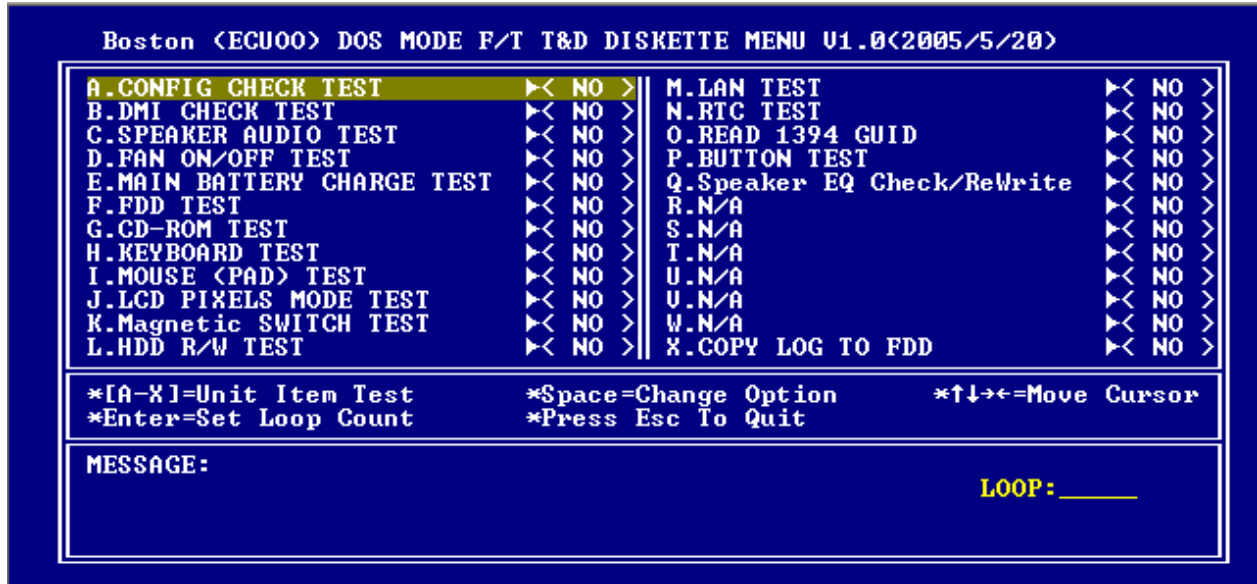 Boston (ECU00) DOS MODE F/T T&D DISKETTE MENU V1.0(2005/5/20)
A.CONFIG CHECK TEST ►< NO >
B.DMI CHECK TEST ►< NO >
C.SPEAKER AUDIO TEST ►< NO >
D.FAN ON/OFF TEST ►< NO >
E.MAIN BATTERY CHARGE TEST ►< NO >
F.FDD TEST ►< NO >
G.CD-ROM TEST ►< NO >
H.KEYBOARD TEST ►< NO >
I.MOUSE (PAD) TEST ►< NO >
J.LCD PIXELS MODE TEST ►< NO >
K.Magnetic SWITCH TEST ►< NO >
L.HDD R/W TEST ►< NO >
M.LAN TEST ►< NO >
N.RTC TEST ►< NO >
O.READ 1394 GUID ►< NO >
P.BUTTON TEST ►< NO >
Q.Speaker EQ Check/ReWrite ►< NO >
R.N/A ►< NO >
S.N/A ►< NO >
T.N/A ►< NO >
U.N/A ►< NO >
V.N/A ►< NO >
W.N/A ►< NO >
X.COPY LOG TO FDD ►< NO >
*[A-X]=Unit Item Test *Space=Change Option *↑↓→←=Move Cursor
*Enter=Set Loop Count *Press Esc To Quit
MESSAGE:
LOOP:______